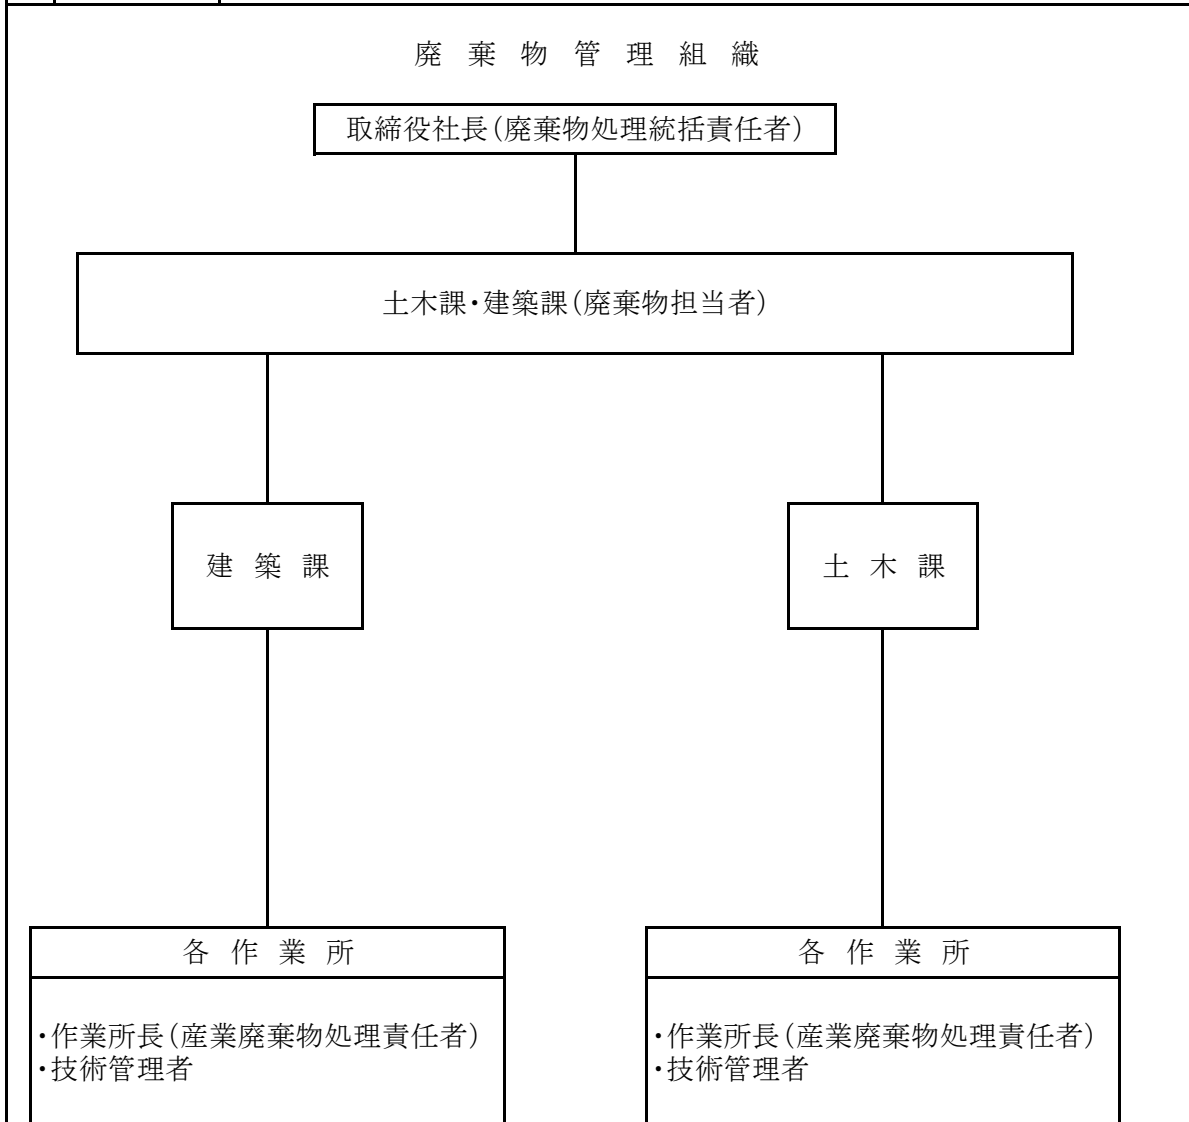 廃棄物管理組織
取締役社長(廃棄物処理統括責任者)
土木課・建築課(廃棄物担当者)
建築課
土木課
各作業所
・作業所長(産業廃棄物処理責任者)
・技術管理者
各作業所
・作業所長(産業廃棄物処理責任者)
・技術管理者